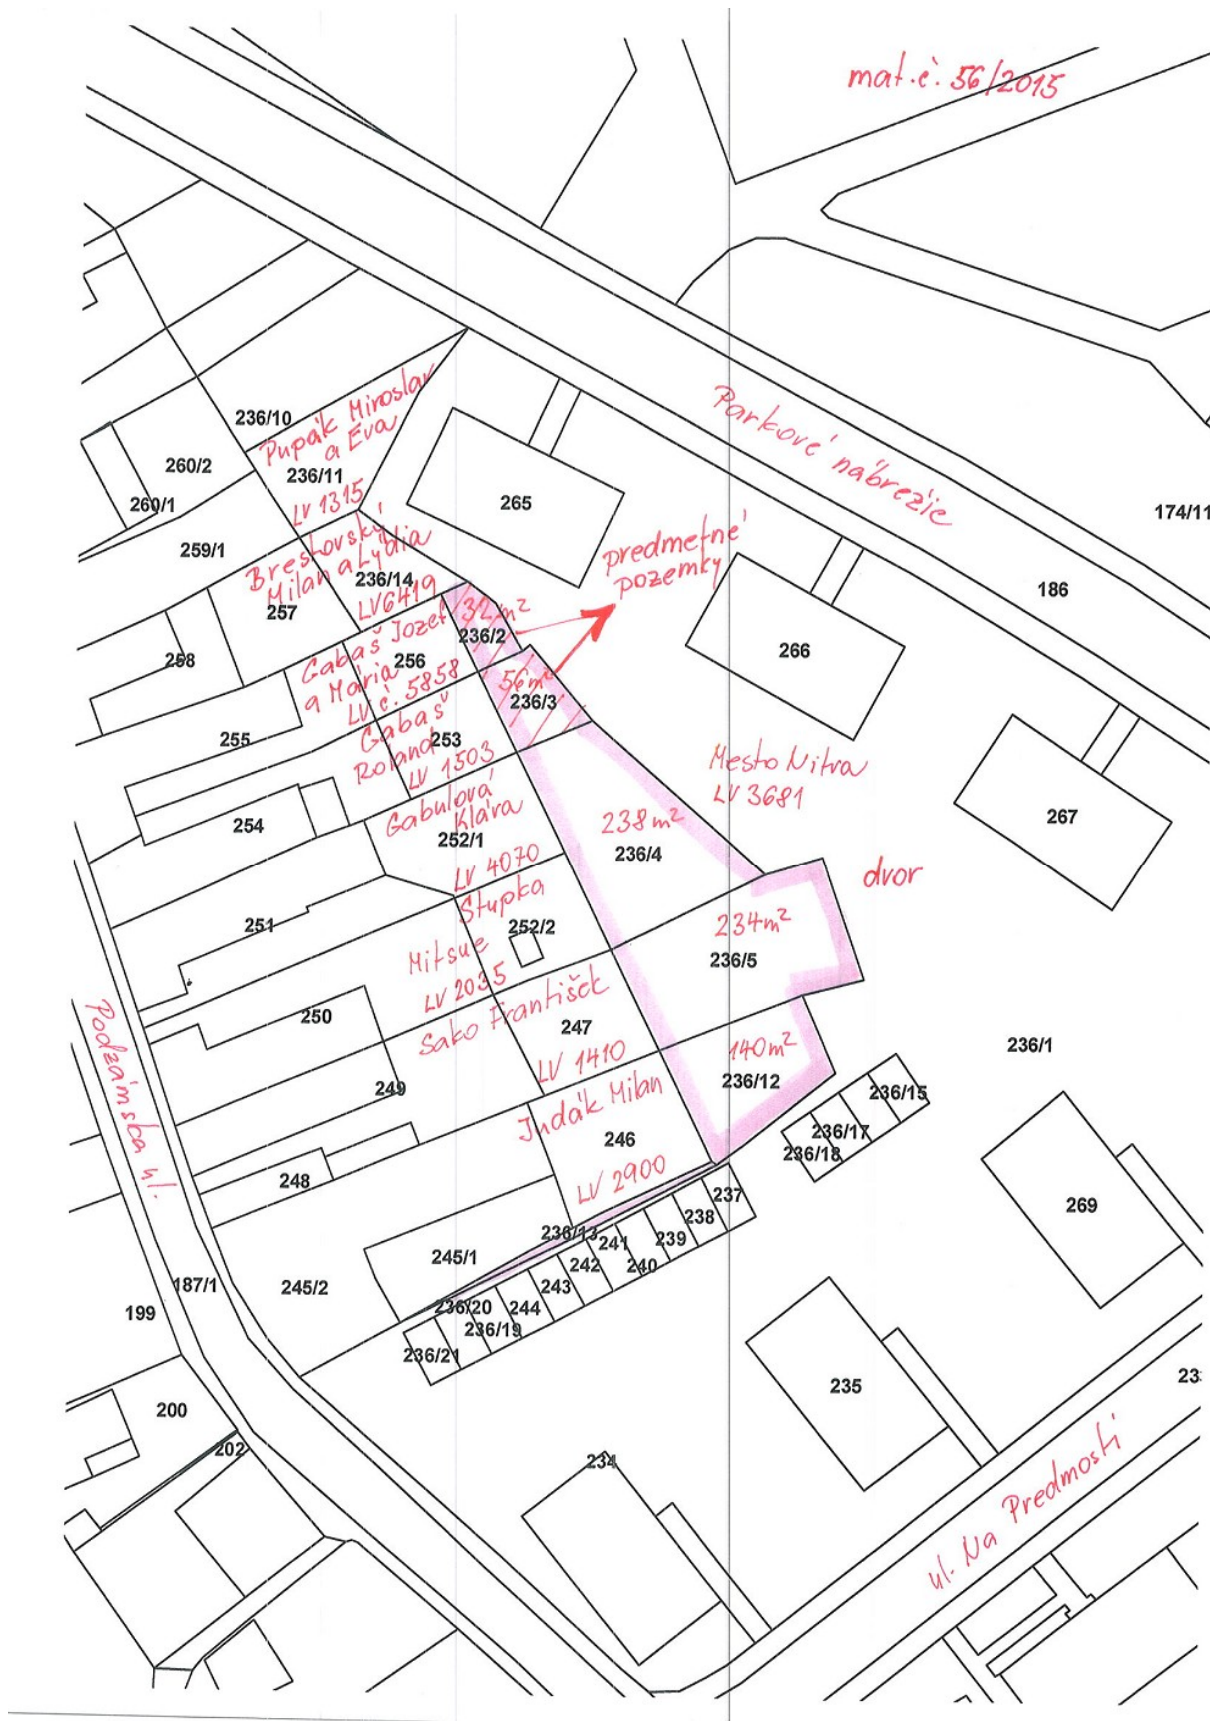 mat.č. 56/2015
Parkové nábrezie
236/10
Pupák Miroslav
a Eva
236/11
LV 1315
260/2
260/1
259/1
265
174/11
186
Brestovský
Milan a Lýdia
236/14
LV 6419
257
258
predmetné
pozemky
32 m²
236/2
266
Gabaš Jozef
a Mária
256
LV č. 5858
56 m²
236/3
255
Gabaš
Roland
253
LV 1503
Mesto Nitra
LV 3681
267
254
Gabulová
Klára
252/1
LV 4070
238 m²
236/4
dvor
251
Stupka
Mitsue
252/2
LV 2035
234 m²
236/5
250
Sako František
247
LV 1410
140 m²
236/12
236/1
249
Podzámska ul.
Judák Milan
246
LV 2900
236/15
236/17
236/18
248
237
238
239
240
241
242
243
244
236/13
236/20
236/19
236/21
245/1
245/2
187/1
199
269
235
23
200
202
234
ul. Na Predmostí